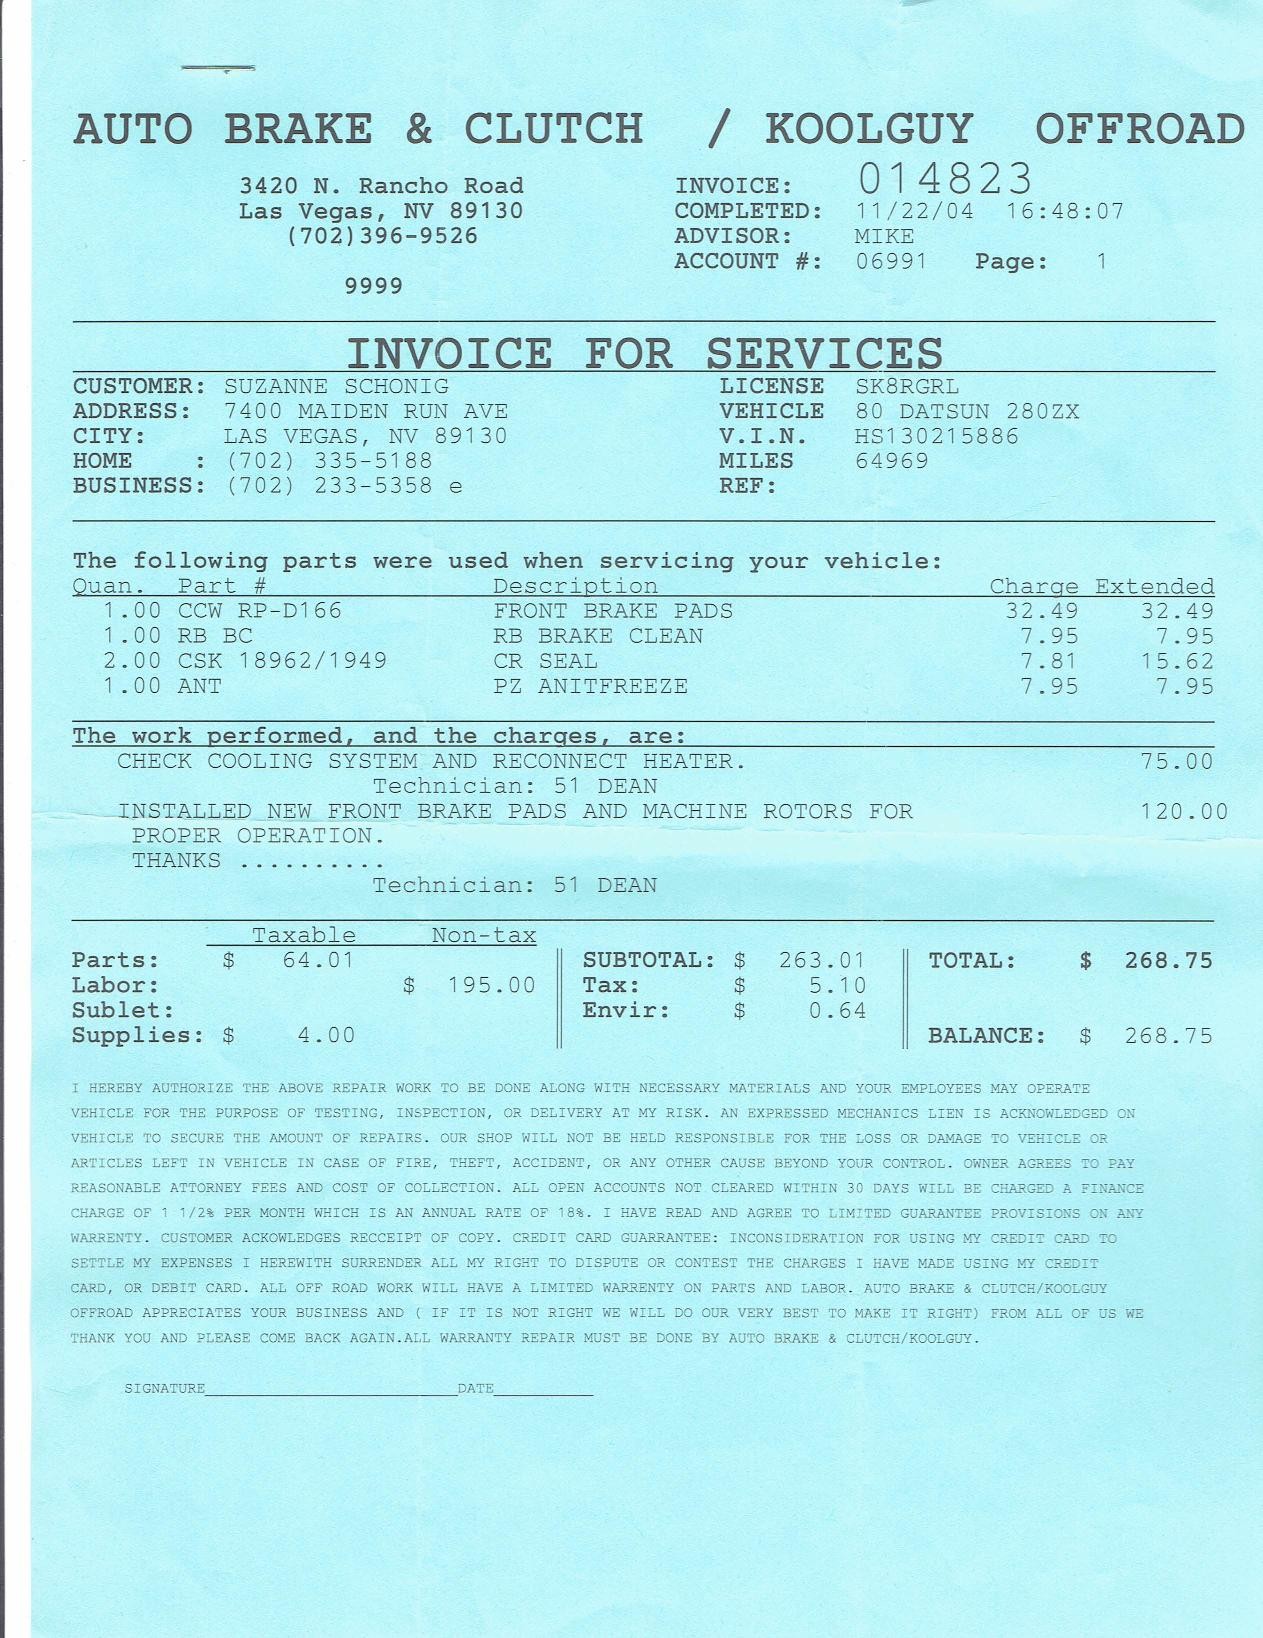 AUTO BRAKE & CLUTCH / KOOLGUY OFFROAD
3420 N. Rancho Road
Las Vegas, NV 89130
(702)396-9526
9999
INVOICE: 014823
COMPLETED: 11/22/04 16:48:07
ADVISOR: MIKE
ACCOUNT #: 06991 Page: 1
INVOICE FOR SERVICES
CUSTOMER: SUZANNE SCHONIG LICENSE SK8RGRL
ADDRESS: 7400 MAIDEN RUN AVE VEHICLE 80 DATSUN 280ZX
CITY: LAS VEGAS, NV 89130 V.I.N. HS130215886
HOME : (702) 335-5188 MILES 64969
BUSINESS: (702) 233-5358 e REF:
The following parts were used when servicing your vehicle:
Quan. Part # Description Charge Extended
1.00 CCW RP-D166 FRONT BRAKE PADS 32.49 32.49
1.00 RB BC RB BRAKE CLEAN 7.95 7.95
2.00 CSK 18962/1949 CR SEAL 7.81 15.62
1.00 ANT PZ ANITFREEZE 7.95 7.95
The work performed, and the charges, are:
CHECK COOLING SYSTEM AND RECONNECT HEATER. 75.00
Technician: 51 DEAN
INSTALLED NEW FRONT BRAKE PADS AND MACHINE ROTORS FOR 120.00
PROPER OPERATION.
THANKS ..........
Technician: 51 DEAN
Taxable Non-tax
Parts: $ 64.01 SUBTOTAL: $ 263.01 TOTAL: $ 268.75
Labor: $ 195.00 Tax: $ 5.10
Sublet: Envir: $ 0.64
Supplies: $ 4.00 BALANCE: $ 268.75
I HEREBY AUTHORIZE THE ABOVE REPAIR WORK TO BE DONE ALONG WITH NECESSARY MATERIALS AND YOUR EMPLOYEES MAY OPERATE
VEHICLE FOR THE PURPOSE OF TESTING, INSPECTION, OR DELIVERY AT MY RISK. AN EXPRESSED MECHANICS LIEN IS ACKNOWLEDGED ON
VEHICLE TO SECURE THE AMOUNT OF REPAIRS. OUR SHOP WILL NOT BE HELD RESPONSIBLE FOR THE LOSS OR DAMAGE TO VEHICLE OR
ARTICLES LEFT IN VEHICLE IN CASE OF FIRE, THEFT, ACCIDENT, OR ANY OTHER CAUSE BEYOND YOUR CONTROL. OWNER AGREES TO PAY
REASONABLE ATTORNEY FEES AND COST OF COLLECTION. ALL OPEN ACCOUNTS NOT CLEARED WITHIN 30 DAYS WILL BE CHARGED A FINANCE
CHARGE OF 1 1/2% PER MONTH WHICH IS AN ANNUAL RATE OF 18%. I HAVE READ AND AGREE TO LIMITED GUARANTEE PROVISIONS ON ANY
WARRENTY. CUSTOMER ACKOWLEDGES RECCEIPT OF COPY. CREDIT CARD GUARRANTEE: INCONSIDERATION FOR USING MY CREDIT CARD TO
SETTLE MY EXPENSES I HEREWITH SURRENDER ALL MY RIGHT TO DISPUTE OR CONTEST THE CHARGES I HAVE MADE USING MY CREDIT
CARD, OR DEBIT CARD. ALL OFF ROAD WORK WILL HAVE A LIMITED WARRENTY ON PARTS AND LABOR. AUTO BRAKE & CLUTCH/KOOLGUY
OFFROAD APPRECIATES YOUR BUSINESS AND ( IF IT IS NOT RIGHT WE WILL DO OUR VERY BEST TO MAKE IT RIGHT) FROM ALL OF US WE
THANK YOU AND PLEASE COME BACK AGAIN.ALL WARRANTY REPAIR MUST BE DONE BY AUTO BRAKE & CLUTCH/KOOLGUY.
SIGNATURE____________________________DATE___________